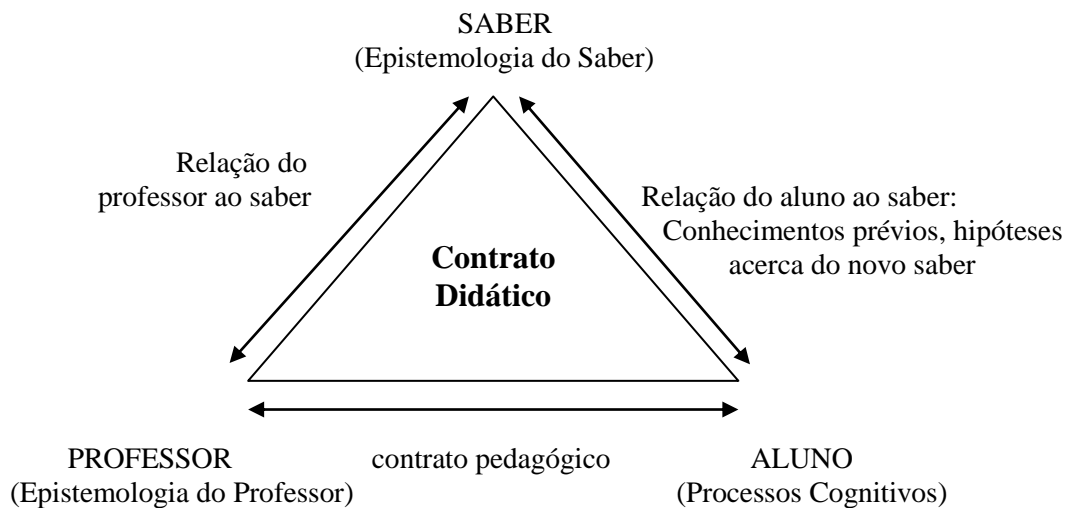 SABER
(Epistemologia do Saber)
Relação do
professor ao saber
Relação do aluno ao saber:
Conhecimentos prévios, hipóteses
acerca do novo saber
Contrato
Didático
PROFESSOR
(Epistemologia do Professor)
contrato pedagógico
ALUNO
(Processos Cognitivos)